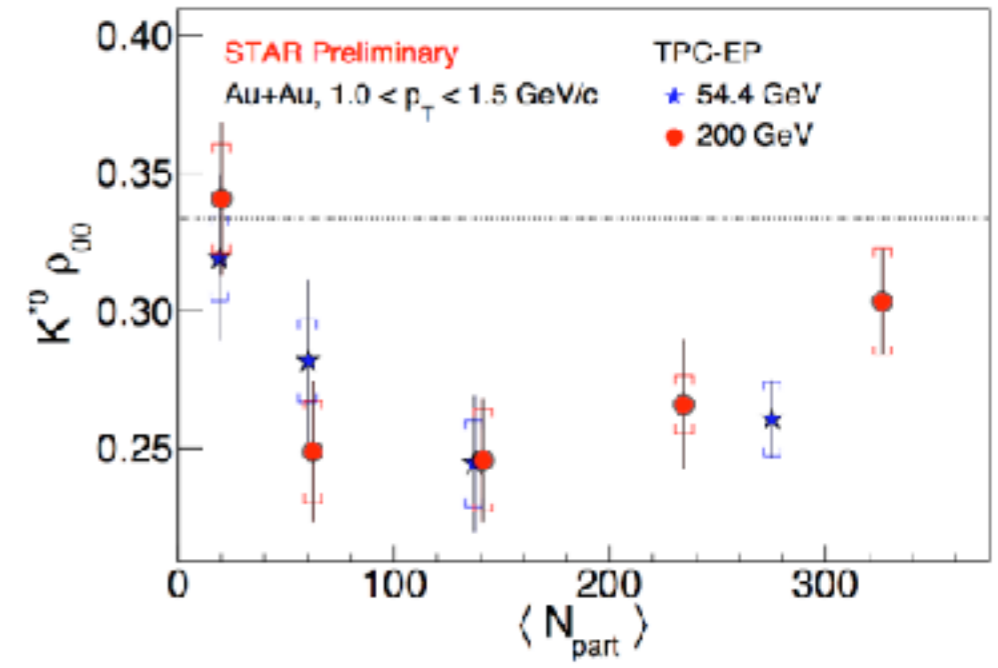 STAR Preliminary
Au+Au, 1.0 < p_T < 1.5 GeV/c
TPC-EP
54.4 GeV
200 GeV
K*0 ρ00
0.40
0.35
0.30
0.25
0
100
200
300
⟨ Npart ⟩